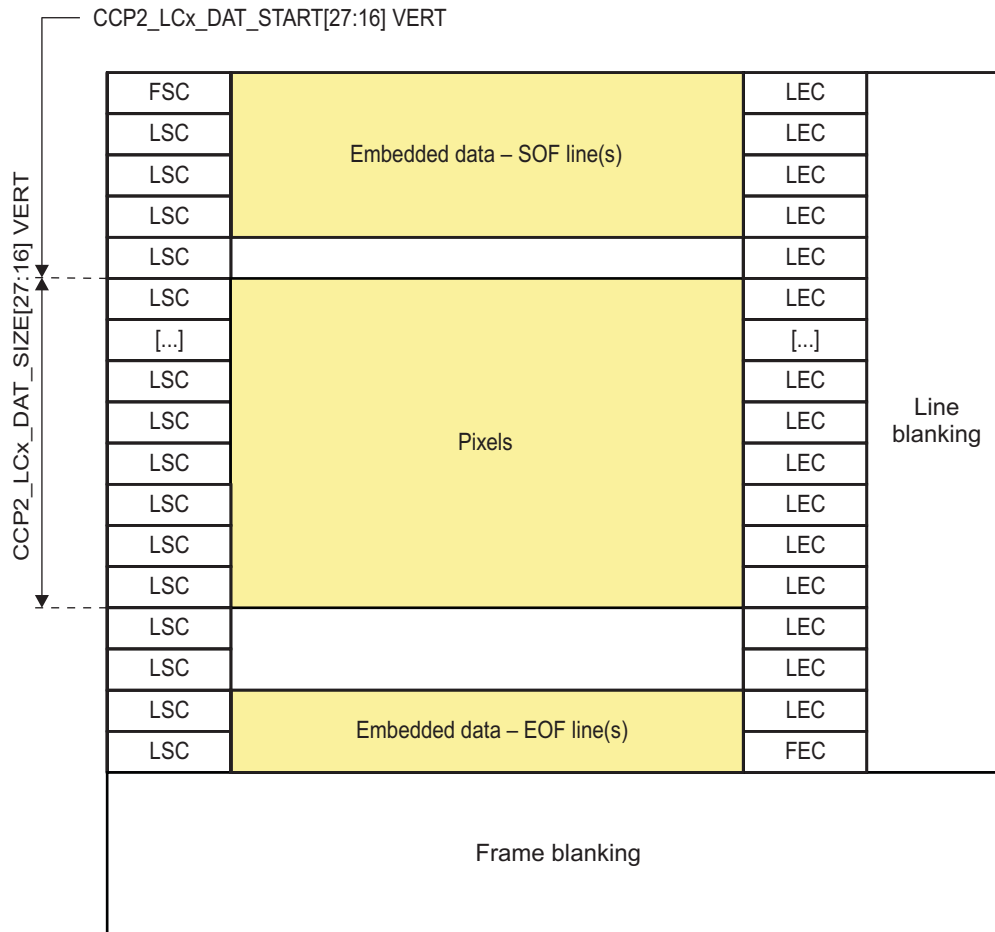 CCP2_LCx_DAT_START[27:16] VERT
CCP2_LCx_DAT_SIZE[27:16] VERT
FSC LEC
LSC Embedded data – SOF line(s) LEC
LSC LEC
LSC LEC
LSC LEC
LSC LEC
[...] [...]
LSC LEC
LSC Pixels LEC
LSC LEC
LSC LEC
LSC LEC
LSC LEC
LSC LEC
LSC LEC
LSC Embedded data – EOF line(s) LEC
LSC FEC
Line
blanking
Frame blanking